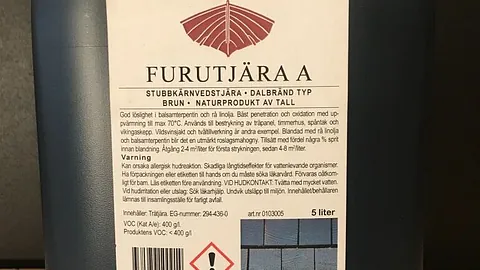 FURUTJÄRA A
STUBBKÄRNVEDSTJÄRA · DALBRÄND TYP
BRUN · NATURPRODUKT AV TALL
God löslighet i balsamterpentin och rå linolja. Bäst penetration och oxidation med upp-
värmning till max 70°C. Används till bestrykning av träpanel, timmerhus, spåntak och
vikingaskepp. Vildsvinsjakt och tvåltillverkning är andra exempel. Blandad med rå linolja
och balsamterpentin blir det en utmärkt roslagsmahogny. Tillsätt med fördel några % sprit
innan blandning. Åtgång 2-4 m²/liter för första strykningen, sedan 4-8 m²/liter.
Varning
Kan orsaka allergisk hudreaktion. Skadliga långtidseffekter för vattenlevande organismer.
Ha förpackningen eller etiketten till hands om du måste söka läkarvård. Förvaras oåtkom-
ligt för barn. Läs etiketten före användning. VID HUDKONTAKT: Tvätta med mycket vatten.
Vid hudirritation eller utslag: Sök läkarhjälp. Undvik utsläpp till miljön. Innehållet/behållaren
lämnas till insamlingsställe för farligt avfall.
Innehåller: Trätjära. EG-nummer: 294-436-0
VOC (Kat A/e): 400 g/l.
Produktens VOC: < 400 g/l
art.nr 0103005
5 liter